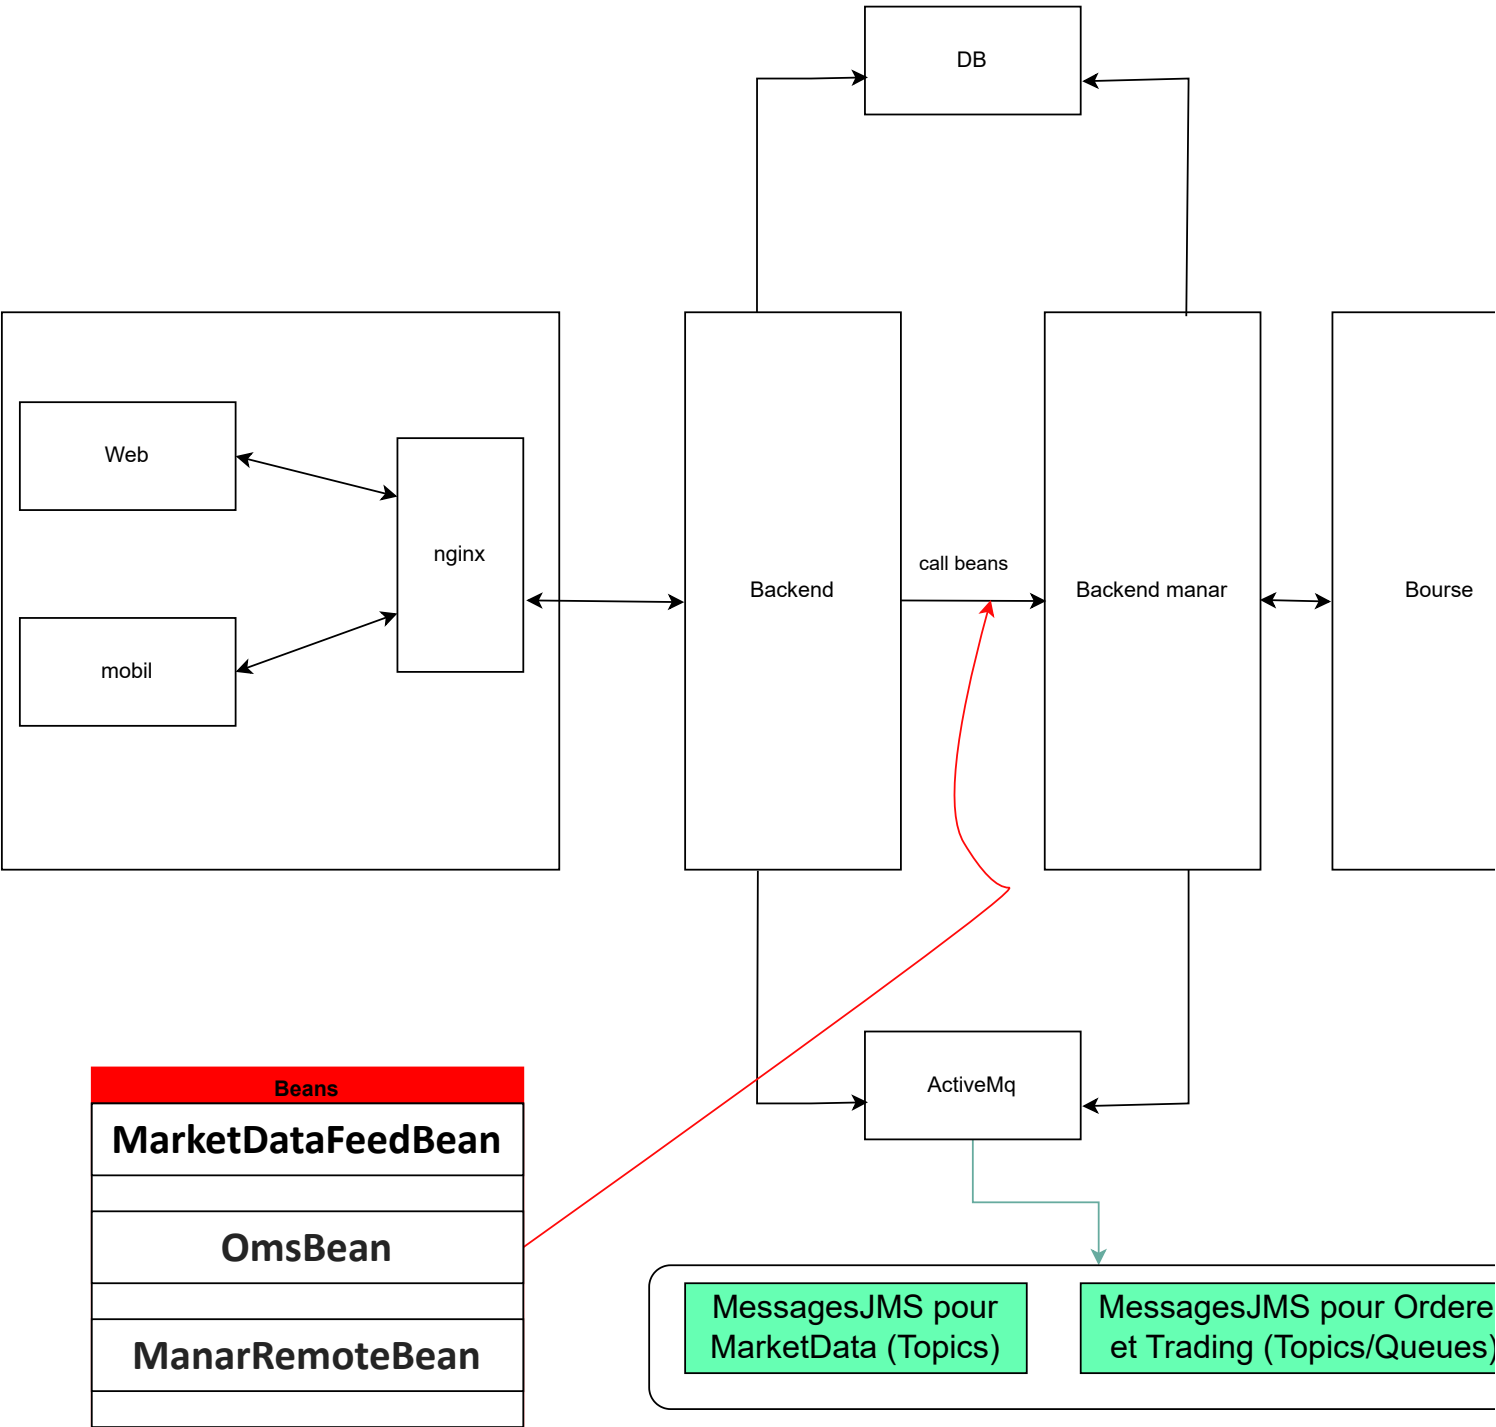 DB
Web
nginx
mobil
Backend
call beans
Backend manar
Bourse
ActiveMq
Beans
MarketDataFeedBean
OmsBean
ManarRemoteBean
MessagesJMS pour
MarketData (Topics)
MessagesJMS pour Ordere
et Trading (Topics/Queues)